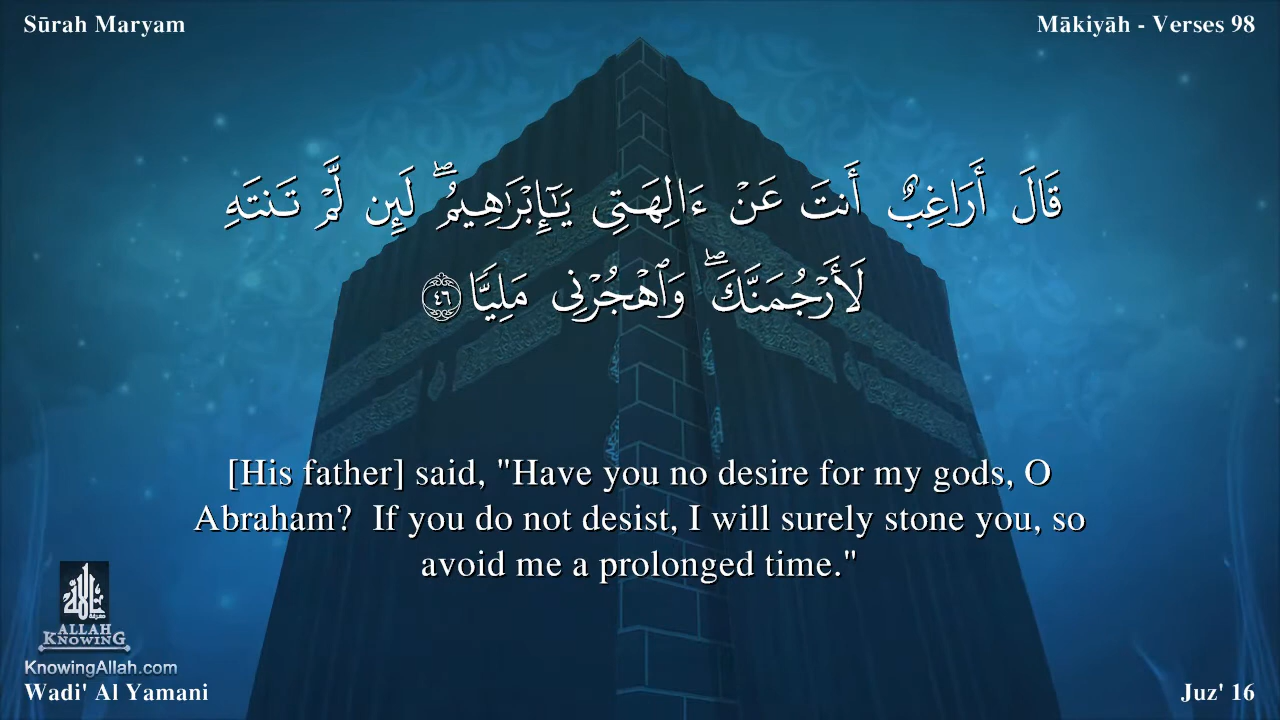 Sūrah Maryam
Mākiyāh - Verses 98
قَالَ أَرَاغِبٌ أَنتَ عَنْ ءَالِهَتِى يَـٰٓإِبْرَٰهِيمُ ۖ لَئِن لَّمْ تَنتَهِ
لَأَرْجُمَنَّكَ ۖ وَٱهْجُرْنِى مَلِيًّا ٤٦
[His father] said, "Have you no desire for my gods, O
Abraham?  If you do not desist, I will surely stone you, so
avoid me a prolonged time."
ALLAH
KNOWING
KnowingAllah.com
Wadi' Al Yamani
Juz' 16